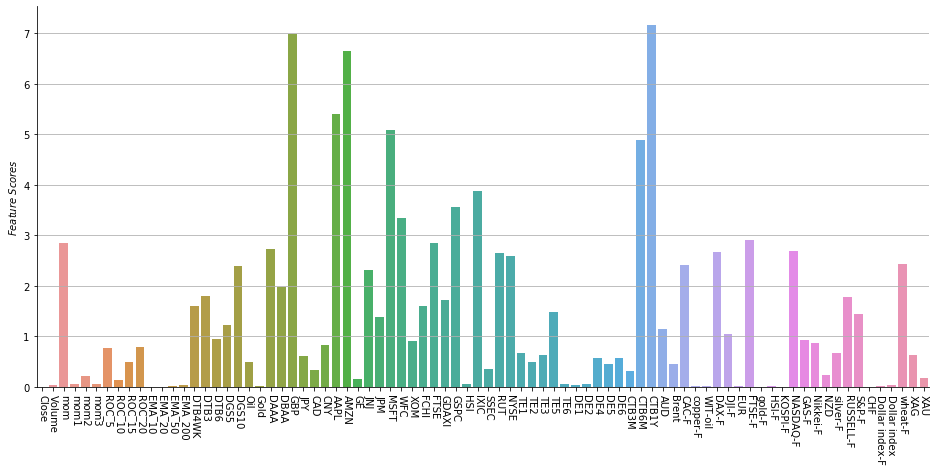 Feature Scores
7
6
5
4
3
2
1
0
Close
Volume
mom
mom1
mom2
mom3
ROC_5
ROC_10
ROC_15
ROC_20
EMA_10
EMA_20
EMA_50
EMA_200
DTB4WK
DTB3
DTB6
DGS5
DGS10
Oil
Gold
DAAA
DBAA
GBP
JPY
CAD
CNY
AAPL
AMZN
GE
JNJ
JPM
MSFT
WFC
XOM
FCHI
FTSE
GDAXI
GSPC
HSI
IXIC
SSEC
RUT
NYSE
TE1
TE2
TE3
TE5
TE6
DE1
DE2
DE4
DE5
DE6
CTB3M
CTB6M
CTB1Y
AUD
Brent
CAC-F
copper-F
WIT-oil
DAX-F
DJI-F
EUR
FTSE-F
gold-F
HSI-F
KOSPI-F
NASDAQ-F
GAS-F
Nikkei-F
NZD
silver-F
RUSSELL-F
S&P-F
CHF
Dollar index-F
Dollar index
wheat-F
XAG
XAU